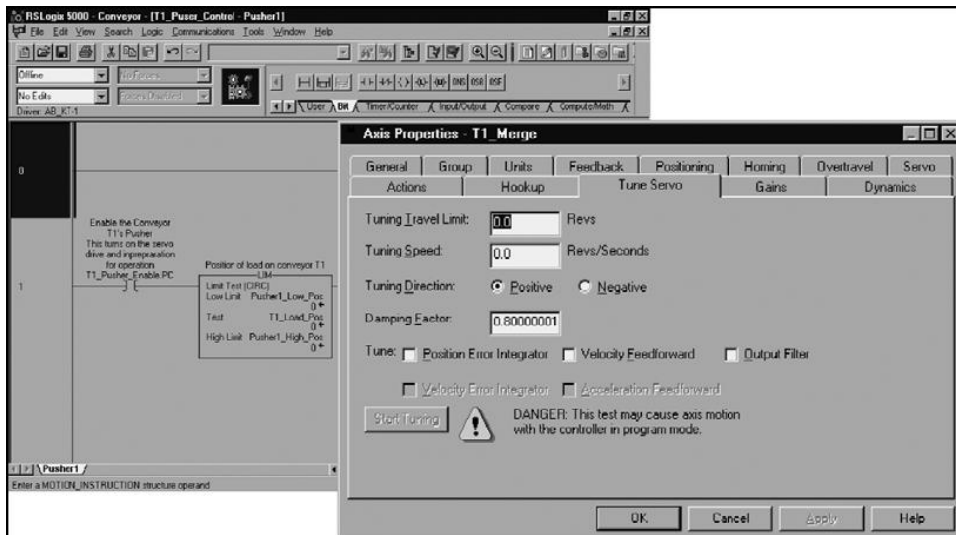 RSLogix 5000 - Conveyor - [T1_Puser_Control - Pusher1]
File Edit View Search Logic Communications Tools Window Help
Offline
No Forces
No Edits
Forces Disabled
Driver: AB_KT-1
User Bit Timer/Counter Input/Output Compare Compute/Math
0
Enable the Conveyor
T1's Pusher
This turns on the servo
drive and inprepraration
for operation
T1_Pusher_Enable.PC
1
Position of load on conveyor T1
LIM
Limit Test (CIRC)
Low Limit Pusher1_Low_Pos
0
Test T1_Load_Pos
0
High Limit Pusher1_High_Pos
0
Pusher1
Enter a MOTION_INSTRUCTION structure operand
Axis Properties - T1_Merge
General Group Units Feedback Positioning Homing Overtravel Servo
Actions Hookup Tune Servo Gains Dynamics
Tuning Travel Limit: 0.0 Revs
Tuning Speed: 0.0 Revs/Seconds
Tuning Direction: Positive Negative
Damping Factor: 0.80000001
Tune: Position Error Integrator Velocity Feedforward Output Filter
Velocity Error Integrator Acceleration Feedforward
Start Tuning
DANGER: This test may cause axis motion
with the controller in program mode.
OK Cancel Apply Help